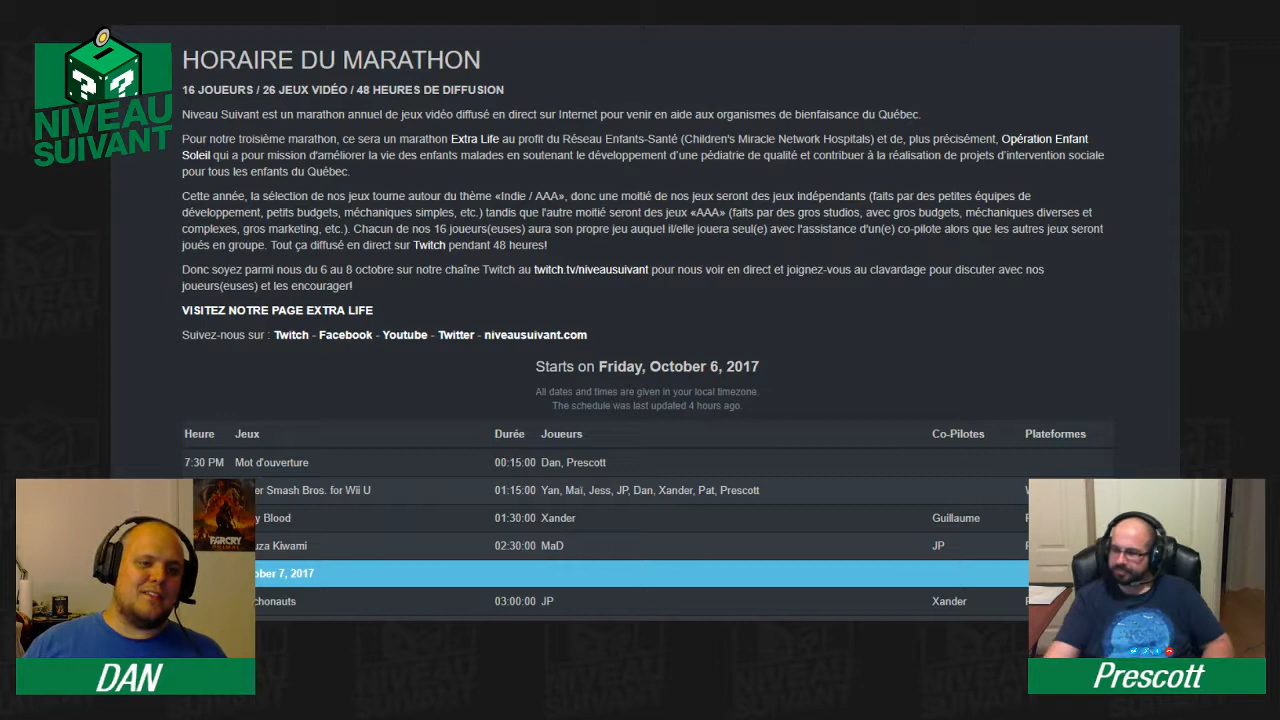 NIVEAU
SUIVANT
HORAIRE DU MARATHON
16 JOUEURS / 26 JEUX VIDÉO / 48 HEURES DE DIFFUSION
Niveau Suivant est un marathon annuel de jeux vidéo diffusé en direct sur Internet pour venir en aide aux organismes de bienfaisance du Québec.
Pour notre troisième marathon, ce sera un marathon Extra Life au profit du Réseau Enfants-Santé (Children's Miracle Network Hospitals) et de, plus précisément, Opération Enfant
Soleil qui a pour mission d'améliorer la vie des enfants malades en soutenant le développement d'une pédiatrie de qualité et contribuer à la réalisation de projets d'intervention sociale
pour tous les enfants du Québec.
Cette année, la sélection de nos jeux tourne autour du thème «Indie / AAA», donc une moitié de nos jeux seront des jeux indépendants (faits par des petites équipes de
développement, petits budgets, méchaniques simples, etc.) tandis que l'autre moitié seront des jeux «AAA» (faits par des gros studios, avec gros budgets, méchaniques diverses et
complexes, gros marketing, etc.). Chacun de nos 16 joueurs(euses) aura son propre jeu auquel il/elle jouera seul(e) avec l'assistance d'un(e) co-pilote alors que les autres jeux seront
joués en groupe. Tout ça diffusé en direct sur Twitch pendant 48 heures!
Donc soyez parmi nous du 6 au 8 octobre sur notre chaîne Twitch au twitch.tv/niveausuivant pour nous voir en direct et joignez-vous au clavardage pour discuter avec nos
joueurs(euses) et les encourager!
VISITEZ NOTRE PAGE EXTRA LIFE
Suivez-nous sur : Twitch - Facebook - Youtube - Twitter - niveausuivant.com
Starts on Friday, October 6, 2017
All dates and times are given in your local timezone.
The schedule was last updated 4 hours ago.
Heure Jeux Durée Joueurs Co-Pilotes Plateformes
7:30 PM Mot d'ouverture 00:15:00 Dan, Prescott
er Smash Bros. for Wii U 01:15:00 Yan, Maï, Jess, JP, Dan, Xander, Pat, Prescott
y Blood 01:30:00 Xander Guillaume
uza Kiwami 02:30:00 MaD JP
ober 7, 2017
chonauts 03:00:00 JP Xander
FARCRY
PRIMAL
DAN
Prescott